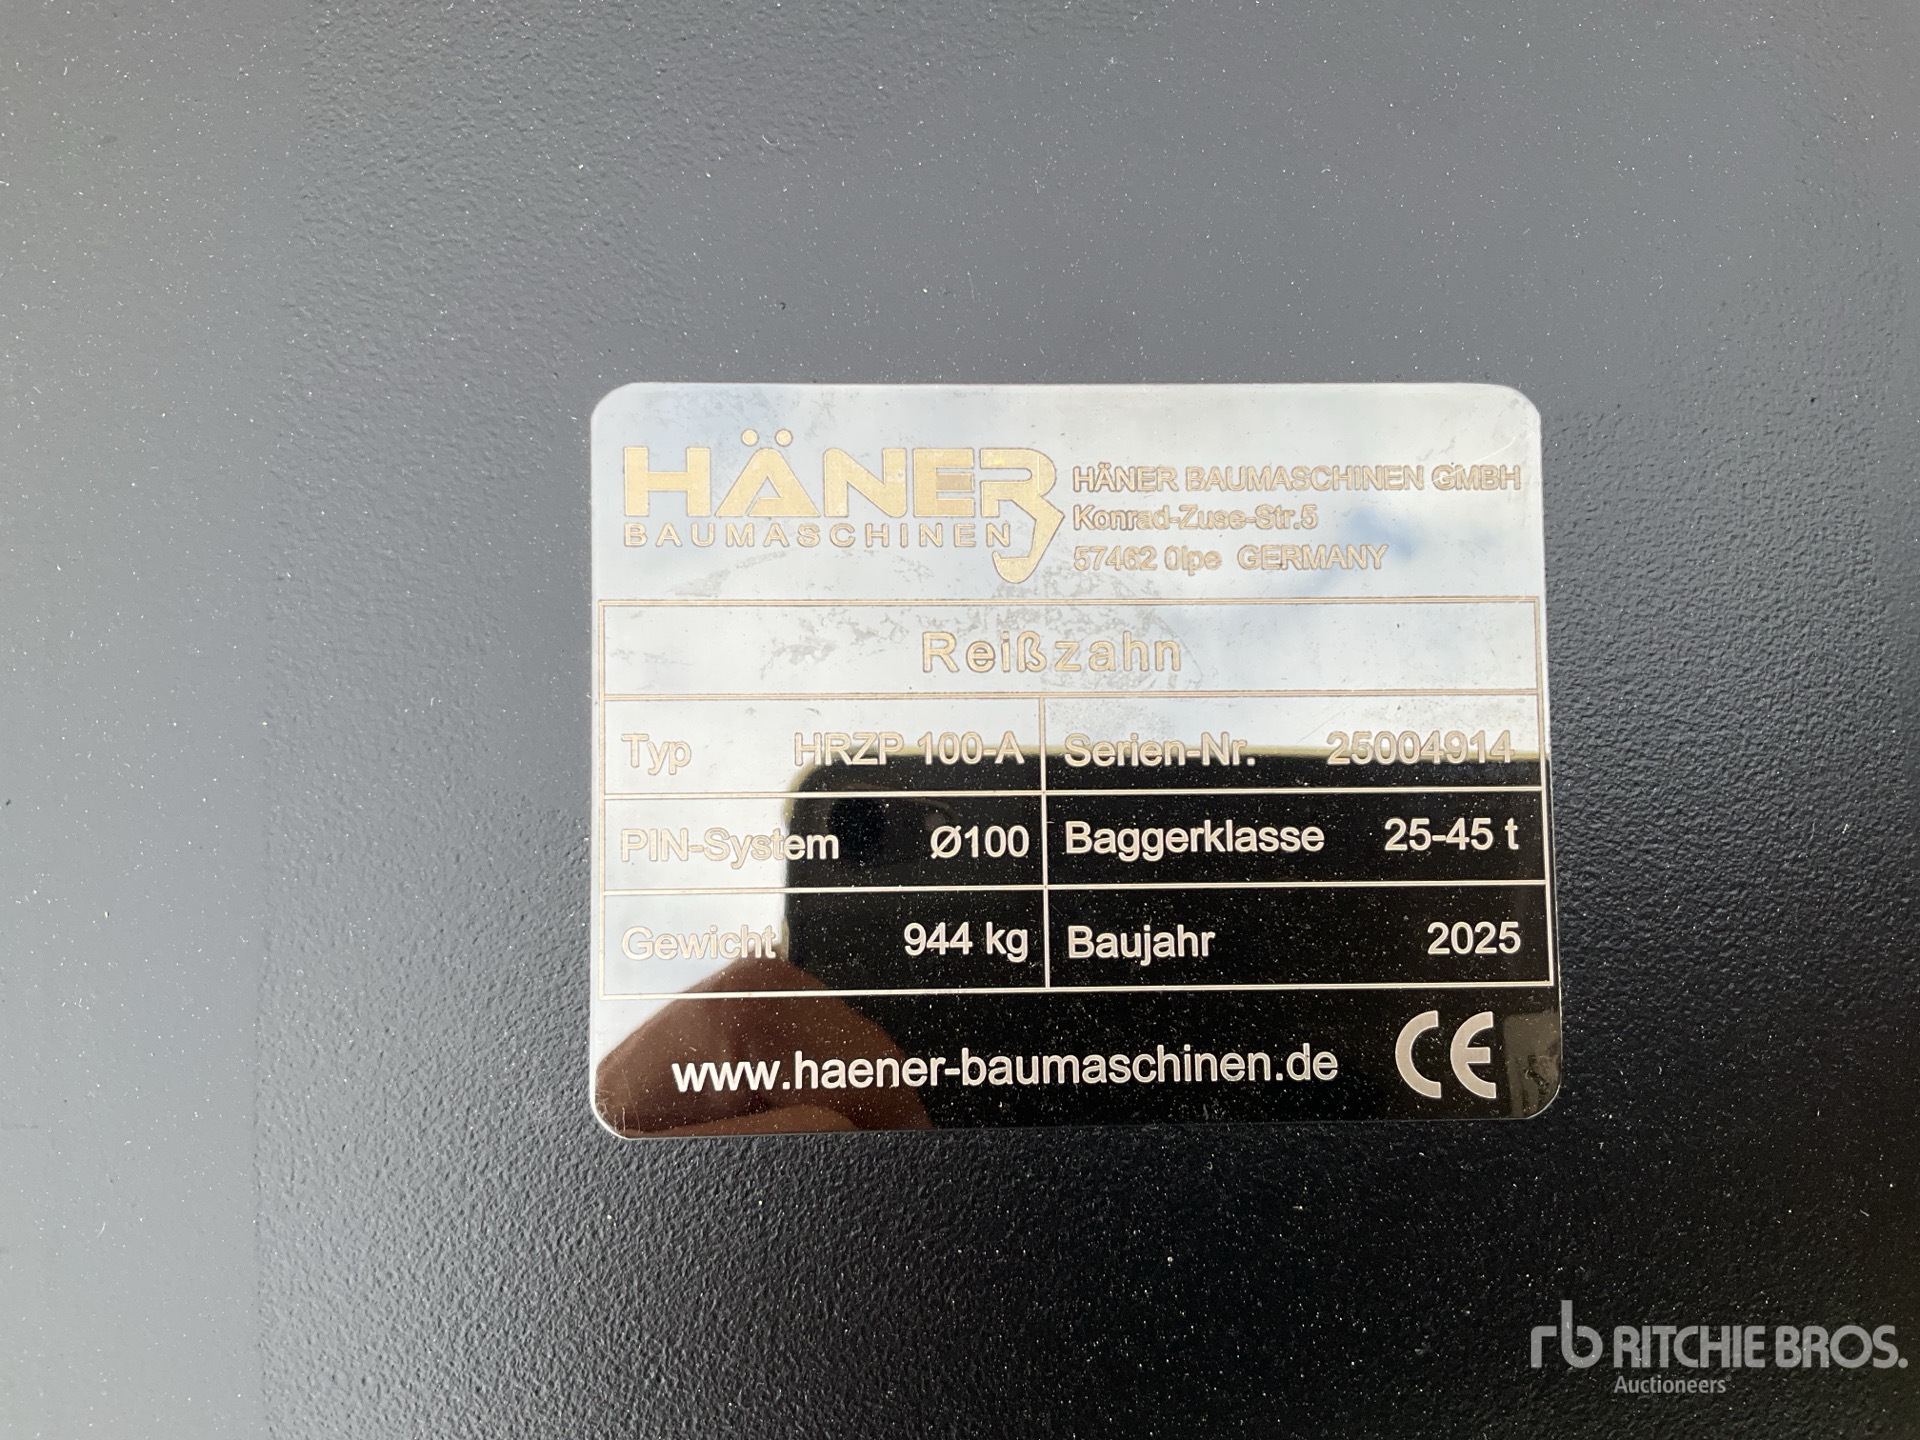 HÄNER
BAUMASCHINEN
HÄNER BAUMASCHINEN GMBH
Konrad-Zuse-Str.5
57462 Olpe GERMANY
Reißzahn
Typ HRZP 100-A
Serien-Nr. 25004914
PIN-System Ø100
Baggerklasse 25-45 t
Gewicht 944 kg
Baujahr 2025
www.haener-baumaschinen.de CE
rb RITCHIE BROS.
Auctioneers